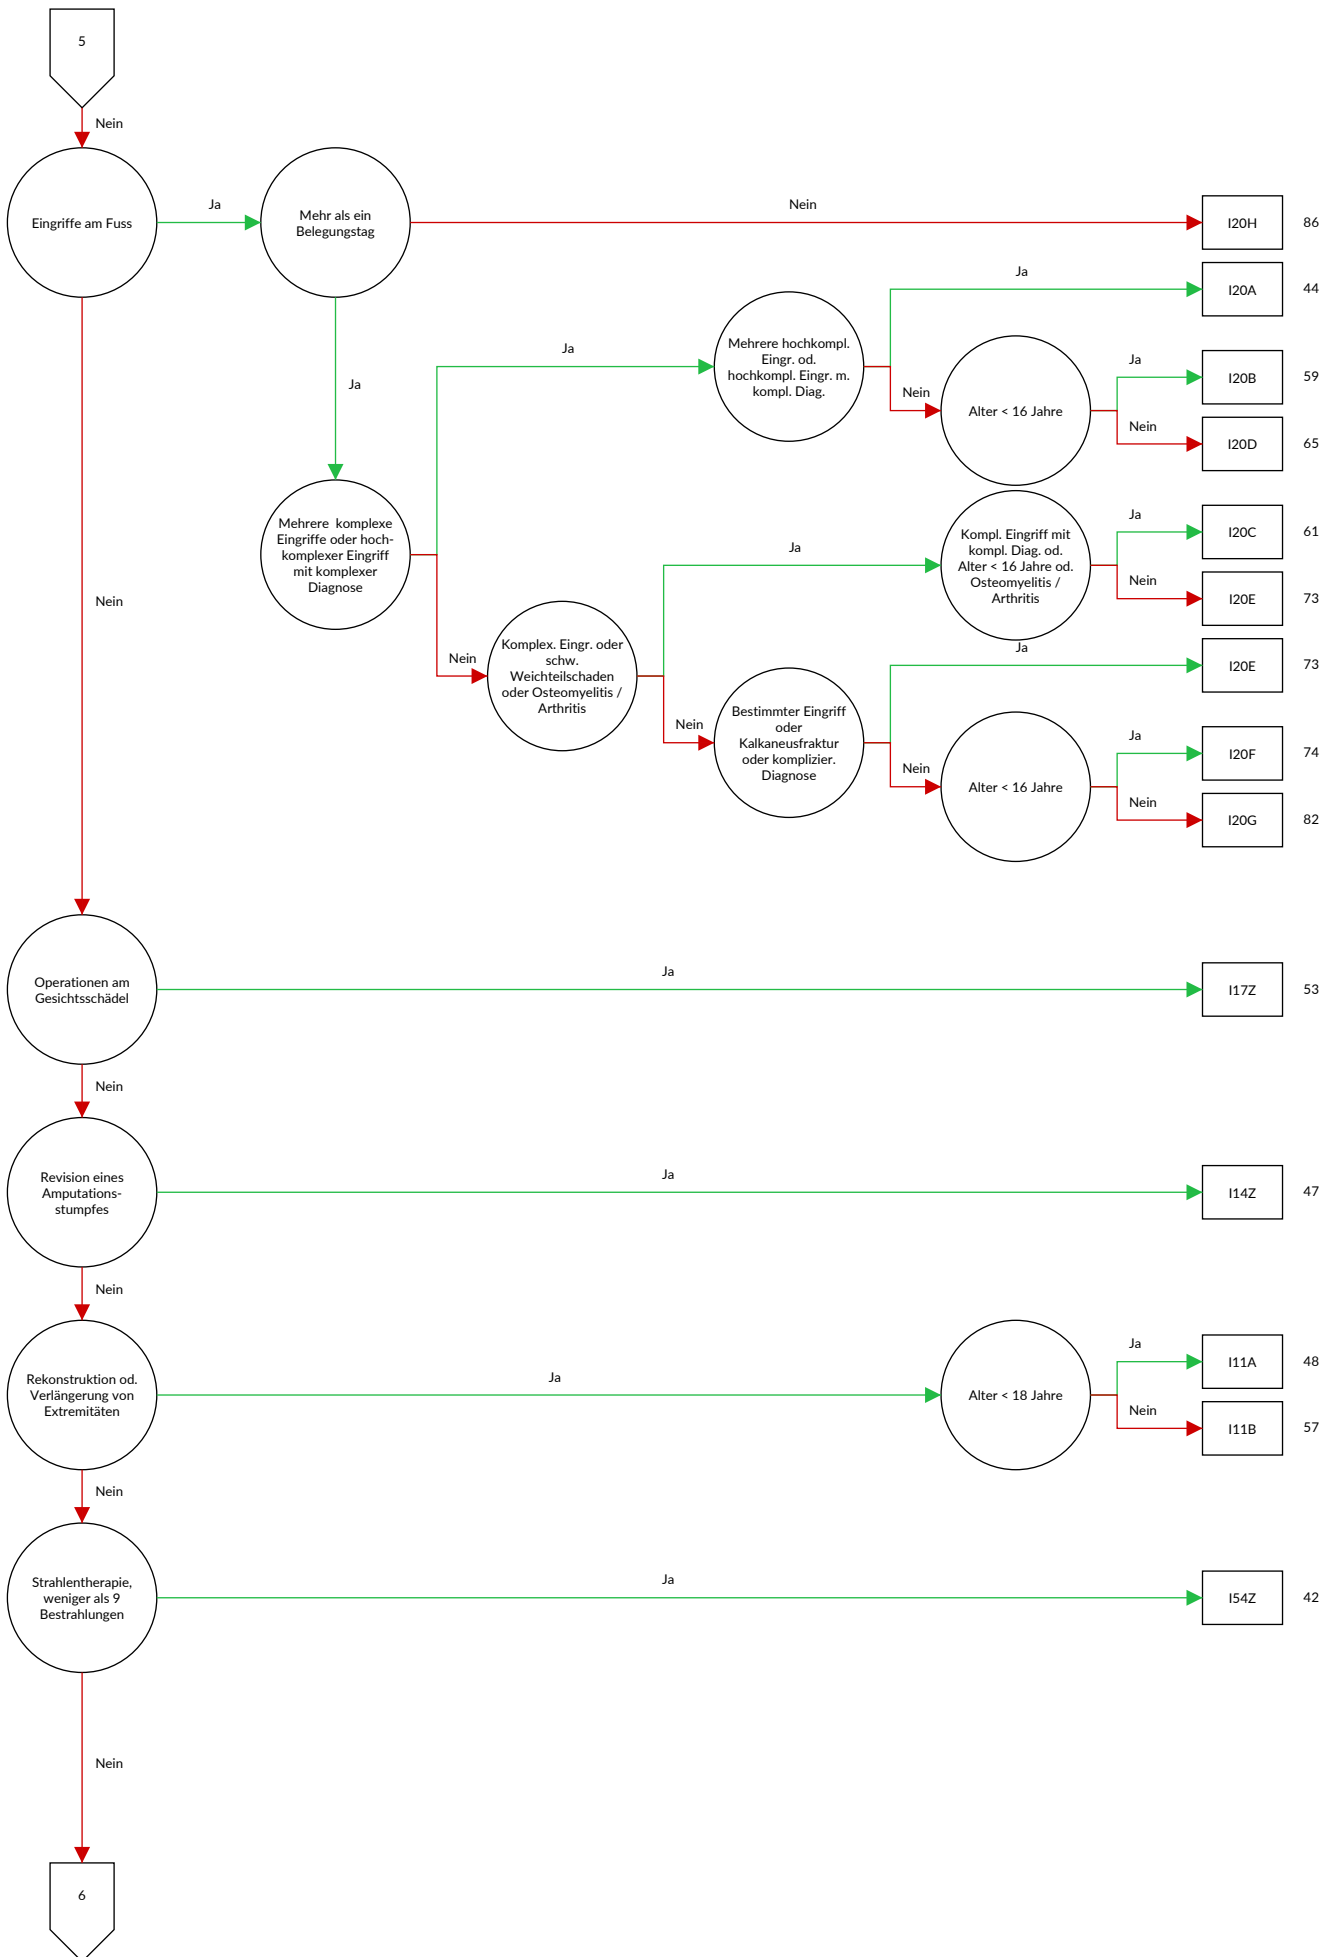 5
Nein
Eingriffe am Fuss
Ja
Mehr als ein
Belegungstag
Nein
I20H
86
Ja
I20A
44
Ja
Mehrere hochkompl.
Eingr. od.
hochkompl. Eingr. m.
kompl. Diag.
Nein
Alter < 16 Jahre
Ja
I20B
59
Nein
I20D
65
Ja
Mehrere komplexe
Eingriffe oder hoch-
komplexer Eingriff
mit komplexer
Diagnose
Ja
Kompl. Eingriff mit
kompl. Diag. od.
Alter < 16 Jahre od.
Osteomyelitis /
Arthritis
Ja
I20C
61
Nein
I20E
73
Nein
Nein
Komplex. Eingr. oder
schw.
Weichteilschaden
oder Osteomyelitis /
Arthritis
Ja
I20E
73
Nein
Bestimmter Eingriff
oder
Kalkaneusfraktur
oder komplizier.
Diagnose
Nein
Alter < 16 Jahre
Ja
I20F
74
Nein
I20G
82
Operationen am
Gesichtsschädel
Ja
I17Z
53
Nein
Revision eines
Amputations-
stumpfes
Ja
I14Z
47
Nein
Rekonstruktion od.
Verlängerung von
Extremitäten
Ja
Alter < 18 Jahre
Ja
I11A
48
Nein
I11B
57
Nein
Strahlentherapie,
weniger als 9
Bestrahlungen
Ja
I54Z
42
Nein
6